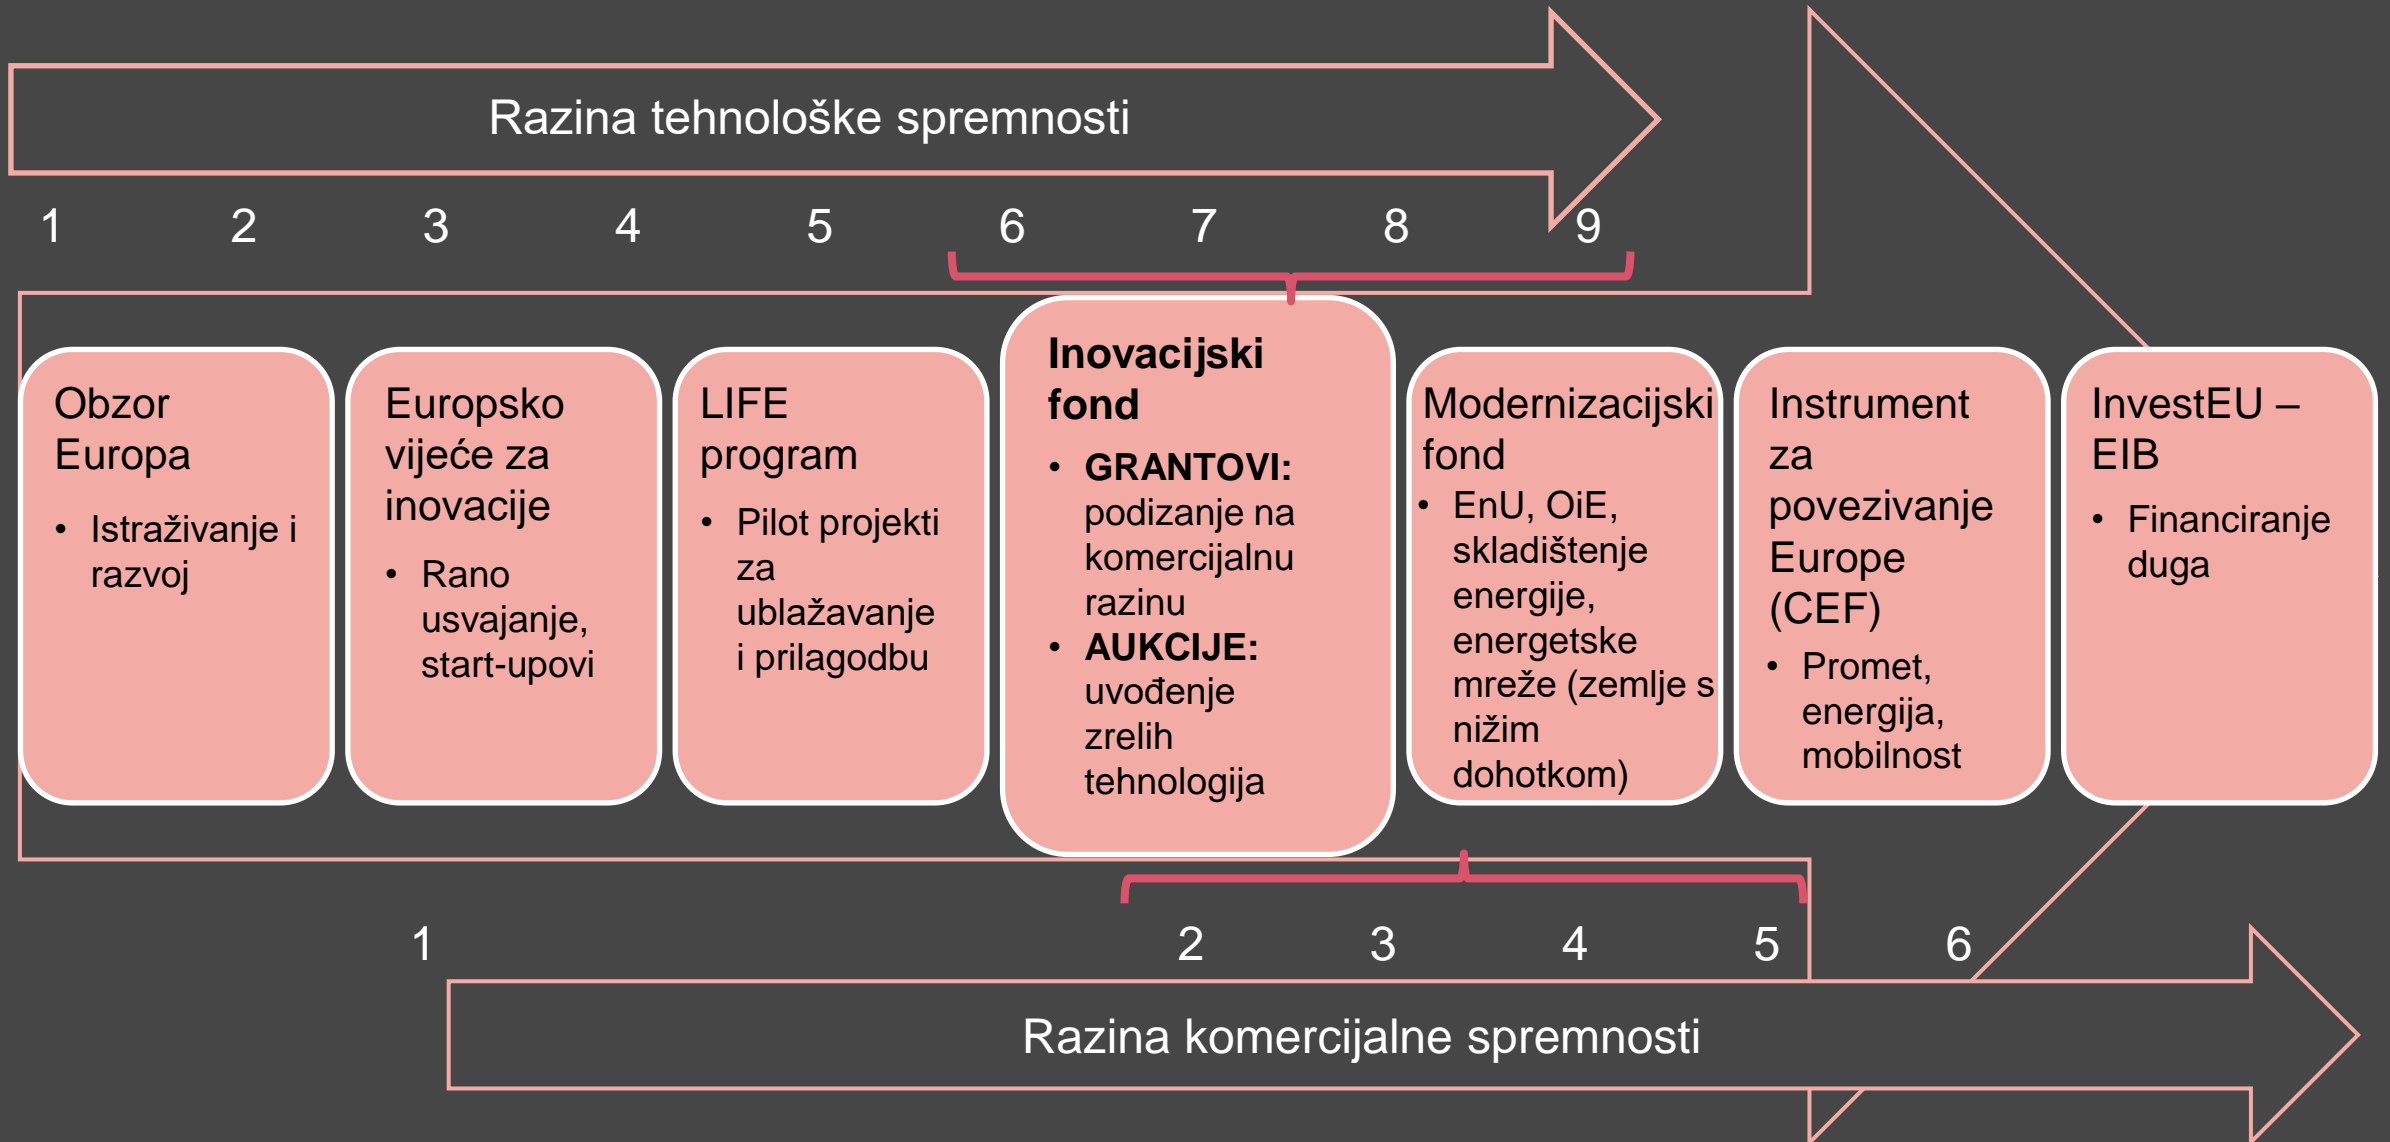 Razina tehnološke spremnosti
1 2 3 4 5 6 7 8 9
Obzor
Europa
• Istraživanje i
razvoj
Europsko
vijeće za
inovacije
• Rano
usvajanje,
start-upovi
LIFE
program
• Pilot projekti
za
ublažavanje
i prilagodbu
Inovacijski
fond
• GRANTOVI:
podizanje na
komercijalnu
razinu
• AUKCIJE:
uvođenje
zrelih
tehnologija
Modernizacijski
fond
• EnU, OiE,
skladištenje
energije,
energetske
mreže (zemlje s
nižim
dohotkom)
Instrument
za
povezivanje
Europe
(CEF)
• Promet,
energija,
mobilnost
InvestEU –
EIB
• Financiranje
duga
1 2 3 4 5 6
Razina komercijalne spremnosti